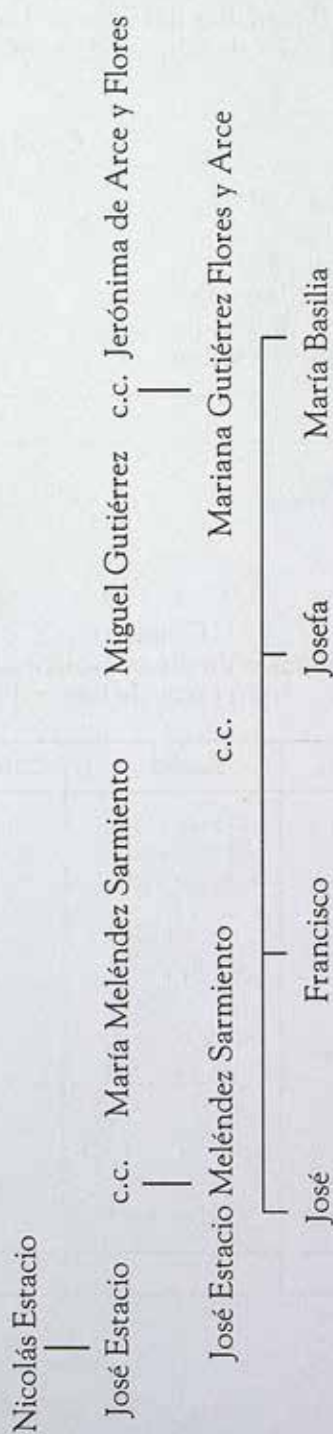 Nicolás Estacio
José Estacio c.c. María Meléndez Sarmiento Miguel Gutiérrez c.c. Jerónima de Arce y Flores
José Estacio Meléndez Sarmiento c.c. Mariana Gutiérrez Flores y Arce
José Francisco Josefa María Basilia